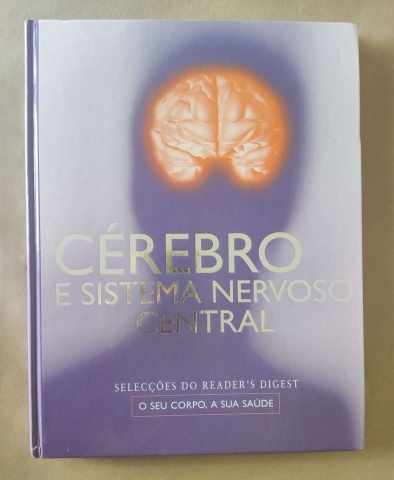 CÉREBRO
E SISTEMA NERVOSO
CENTRAL
SELECÇÕES DO READER'S DIGEST
O SEU CORPO, A SUA SAÚDE